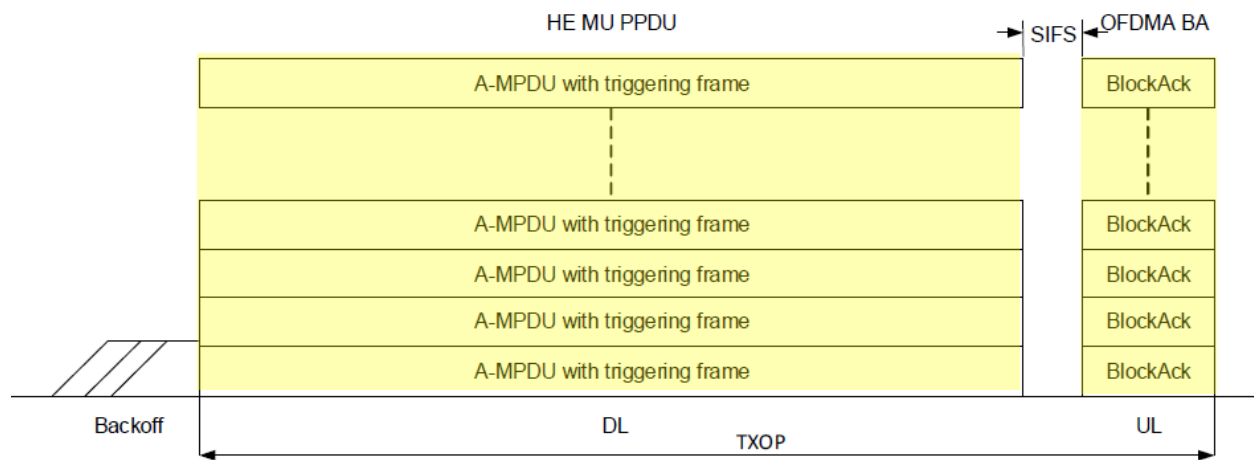 HE MU PPDU
SIFS
OFDMA BA
A-MPDU with triggering frame
BlockAck
A-MPDU with triggering frame
BlockAck
A-MPDU with triggering frame
BlockAck
A-MPDU with triggering frame
BlockAck
A-MPDU with triggering frame
BlockAck
Backoff
DL
UL
TXOP